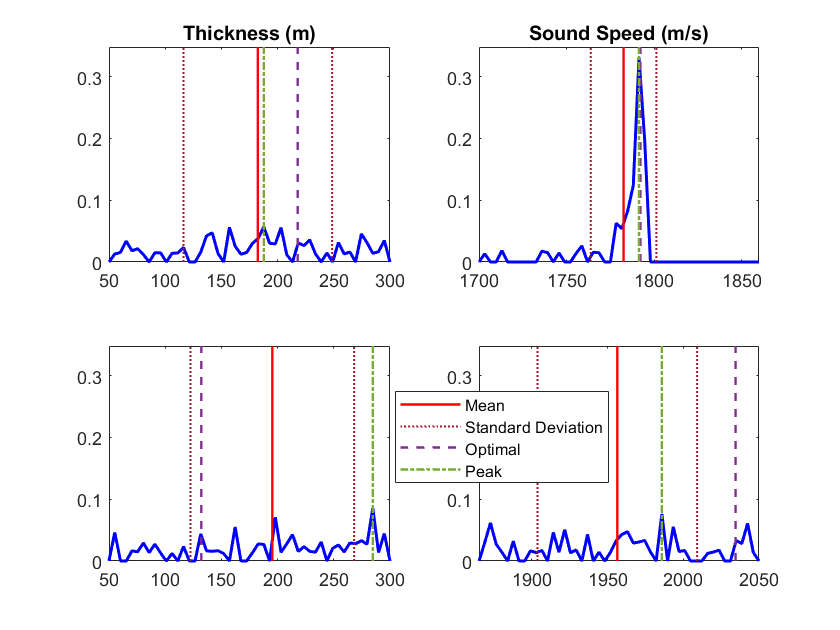 Thickness (m)
Sound Speed (m/s)
0.3
0.2
0.1
0
50 100 150 200 250 300
0.3
0.2
0.1
0
1700 1750 1800 1850
0.3
0.2
0.1
0
50 100 150 200 250 300
0.3
0.2
0.1
0
1900 1950 2000 2050
Mean
Standard Deviation
Optimal
Peak